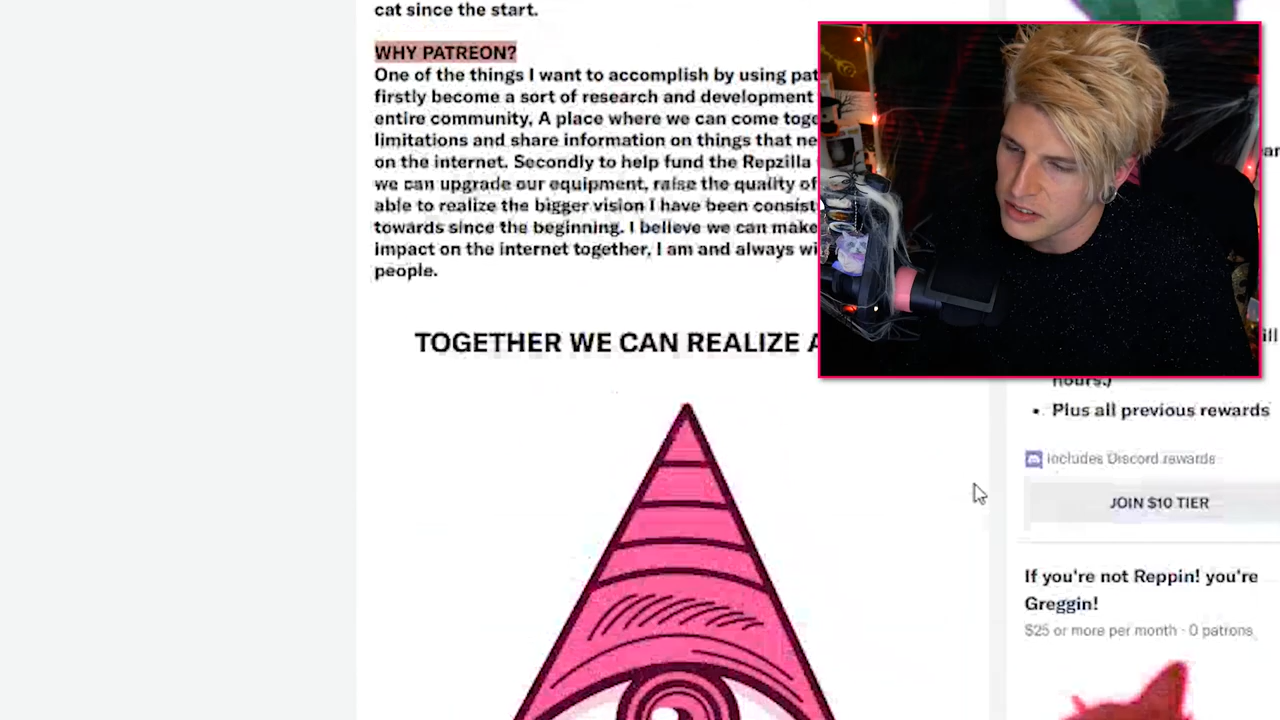 cat since the start.
WHY PATREON?
One of the things I want to accomplish by using pat
firstly become a sort of research and development
entire community, A place where we can come toge
limitations and share information on things that ne
on the internet. Secondly to help fund the Repzilla
we can upgrade our equipment, raise the quality of
able to realize the bigger vision I have been consist
towards since the beginning. I believe we can make
impact on the internet together, I am and always wi
people.
TOGETHER WE CAN REALIZE A
hours.)
• Plus all previous rewards
Includes Discord rewards
JOIN $10 TIER
If you're not Reppin! you're
Greggin!
$25 or more per month · 0 patrons